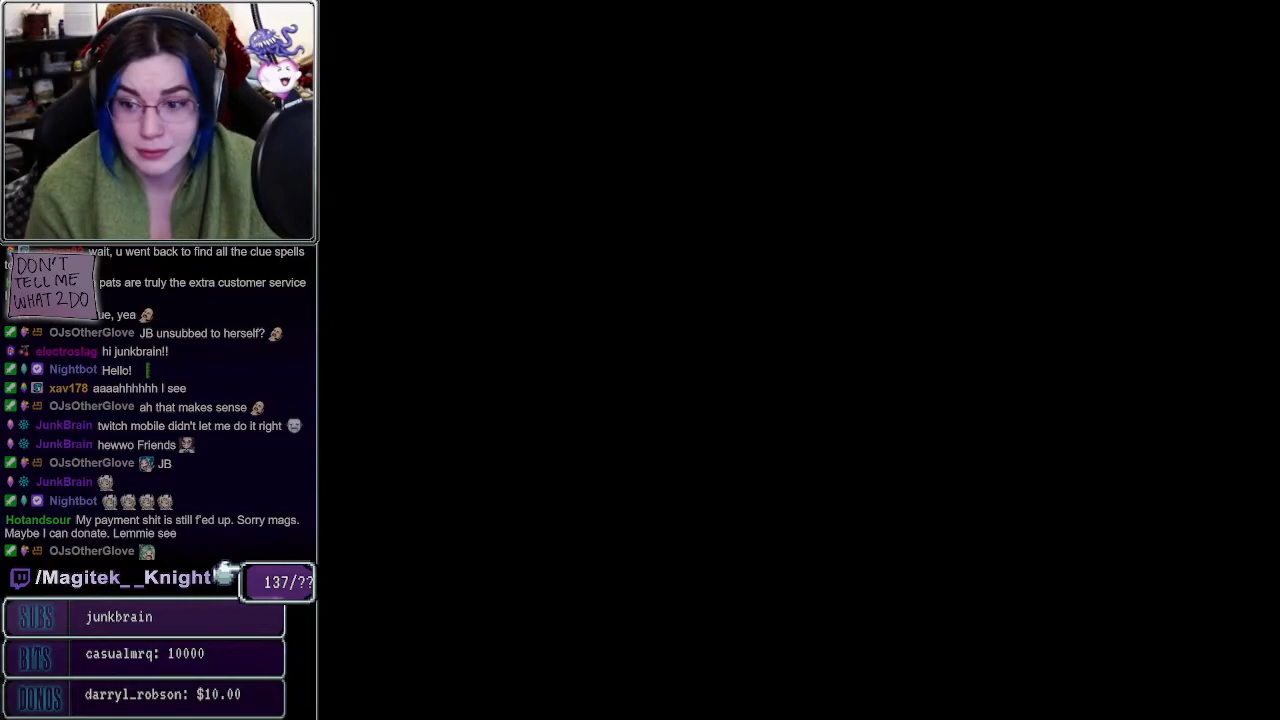 wait, u went back to find all the clue spells
DON'T
TELL ME
WHAT 2 DO
pats are truly the extra customer service
ue, yea
OJsOtherGlove JB unsubbed to herself?
electroslag hi junkbrain!!
Nightbot Hello!
xav178 aaaahhhhhh I see
OJsOtherGlove ah that makes sense
JunkBrain twitch mobile didn't let me do it right
JunkBrain hewwo Friends
OJsOtherGlove JB
JunkBrain
Nightbot
Hotandsour My payment shit is still f'ed up. Sorry mags.
Maybe I can donate. Lemmie see
OJsOtherGlove
/Magitek__Knight
137/??
SUBS junkbrain
BITS casualmrq: 10000
DONOS darryl_robson: $10.00